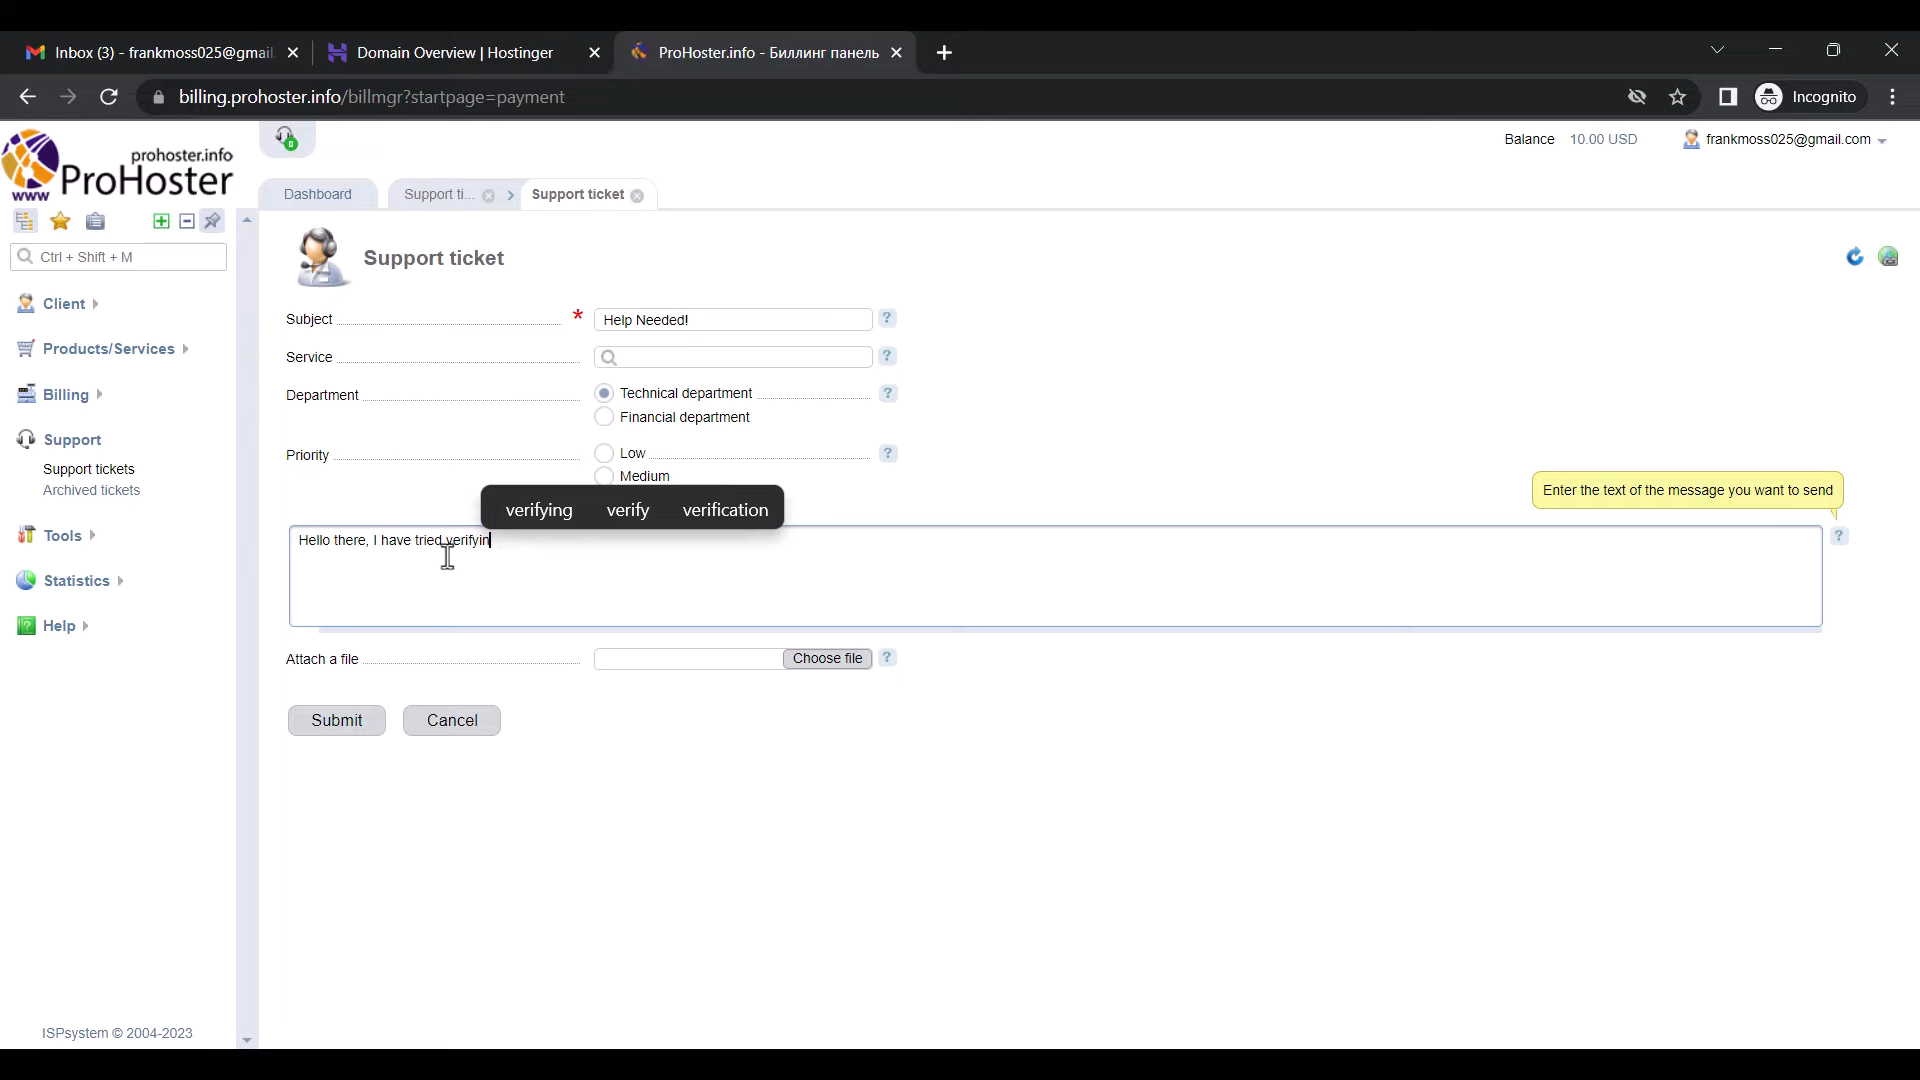 Inbox (3) - frankmoss025@gmail.
Domain Overview | Hostinger
ProHoster.info - Биллинг панель
billing.prohoster.info/billmgr?startpage=payment
Incognito
prohoster.info
ProHoster
www
Balance 10.00 USD
frankmoss025@gmail.com
Dashboard
Support ti...
Support ticket
Ctrl + Shift + M
Client
Products/Services
Billing
Support
Support tickets
Archived tickets
Tools
Statistics
Help
ISPsystem © 2004-2023
Support ticket
Subject * Help Needed! ?
Service ?
Department Technical department ?
Financial department
Priority Low ?
Medium
Enter the text of the message you want to send
verifying verify verification
Hello there, I have tried verifyin
?
Attach a file Choose file ?
Submit Cancel